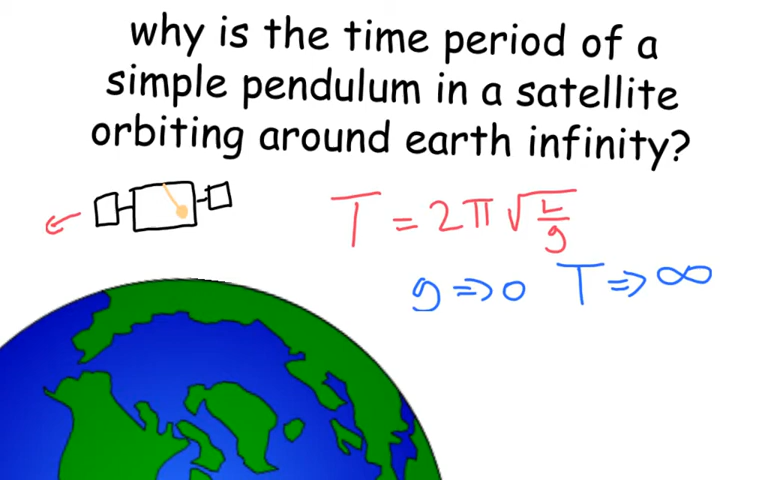 why is the time period of a
simple pendulum in a satellite
orbiting around earth infinity?
T = 2π √L/g
g => 0 T => ∞